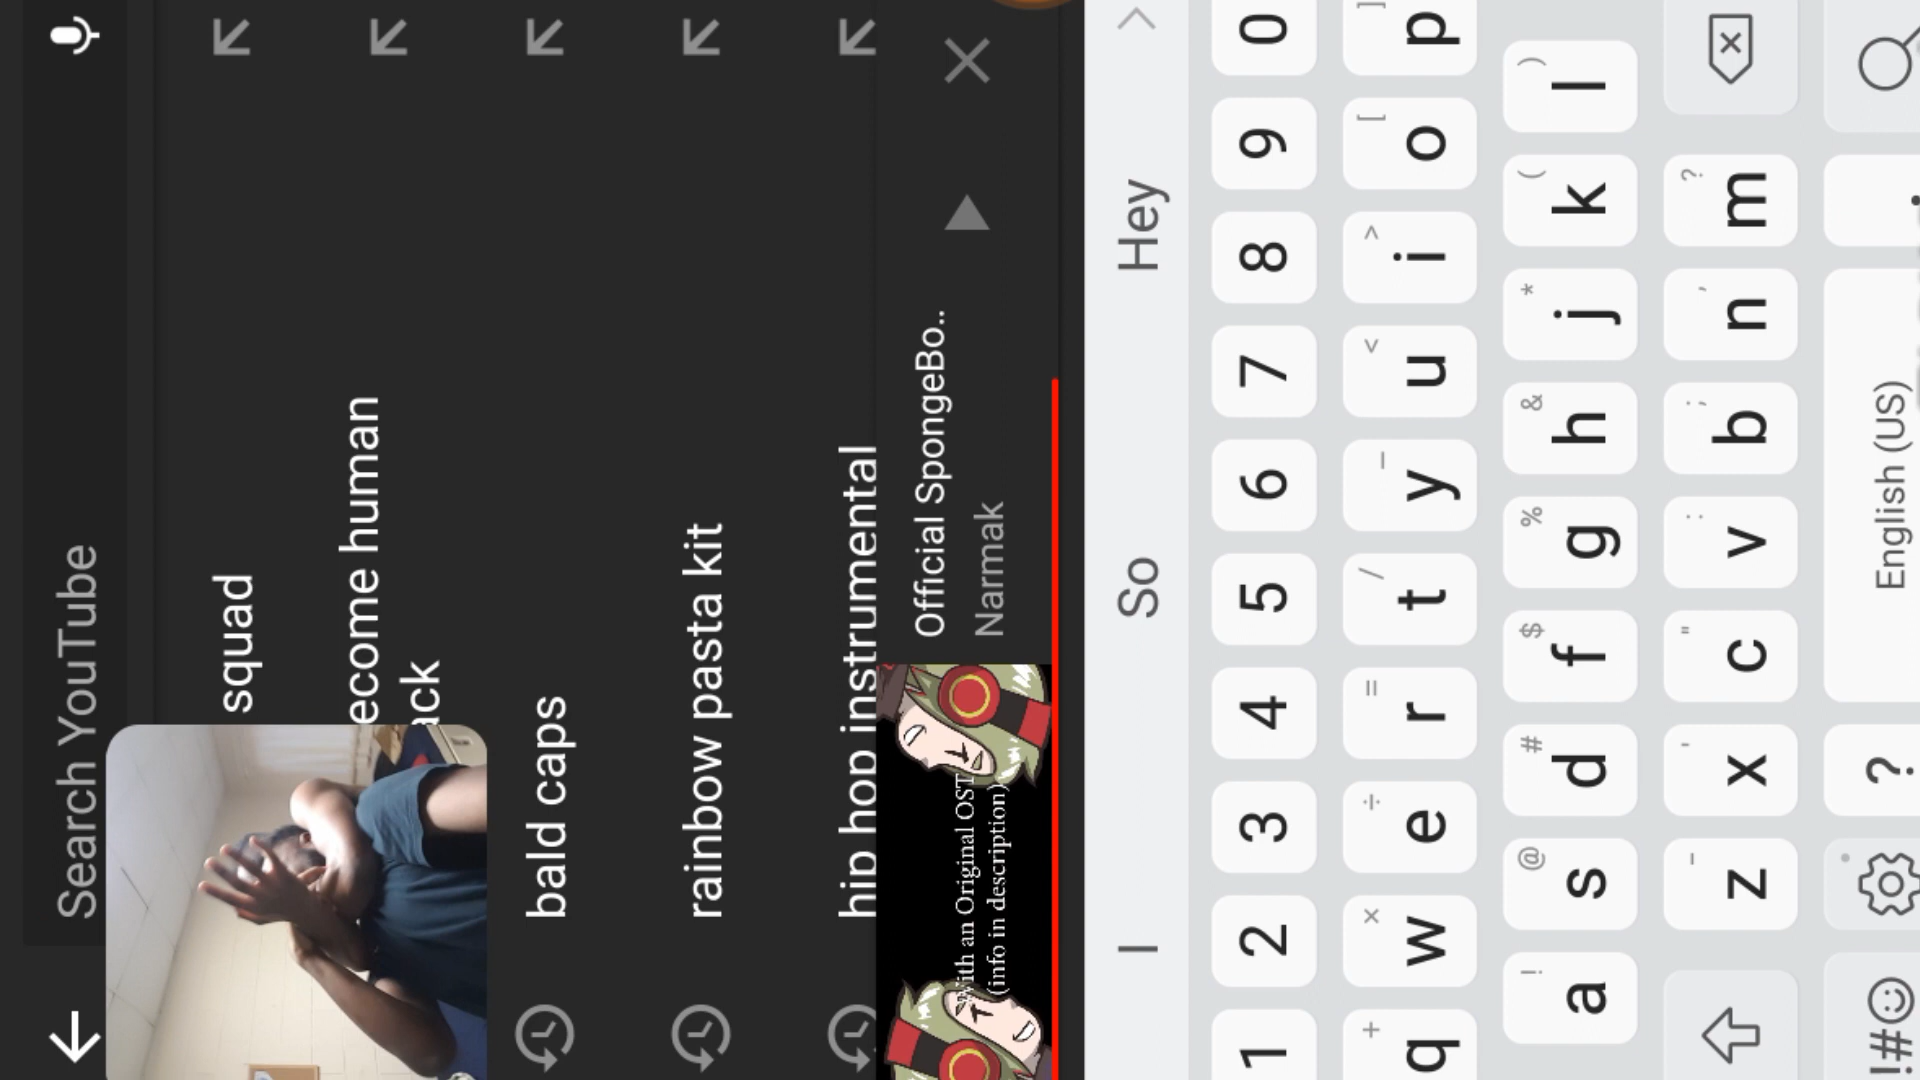 Search YouTube
squad
ecome human
ack
bald caps
rainbow pasta kit
hip hop instrumental
Official SpongeBo..
Narmak
With an Original OST
(info in description)
I So Hey
1 2 3 4 5 6 7 8 9 0
+ × ÷ = / _ < > [ ]
q w e r t y u i o p
! @ # $ % & * ( )
a s d f g h j k l
- ' " : ; , ?
z x c v b n m
!#☺ ? English (US) .